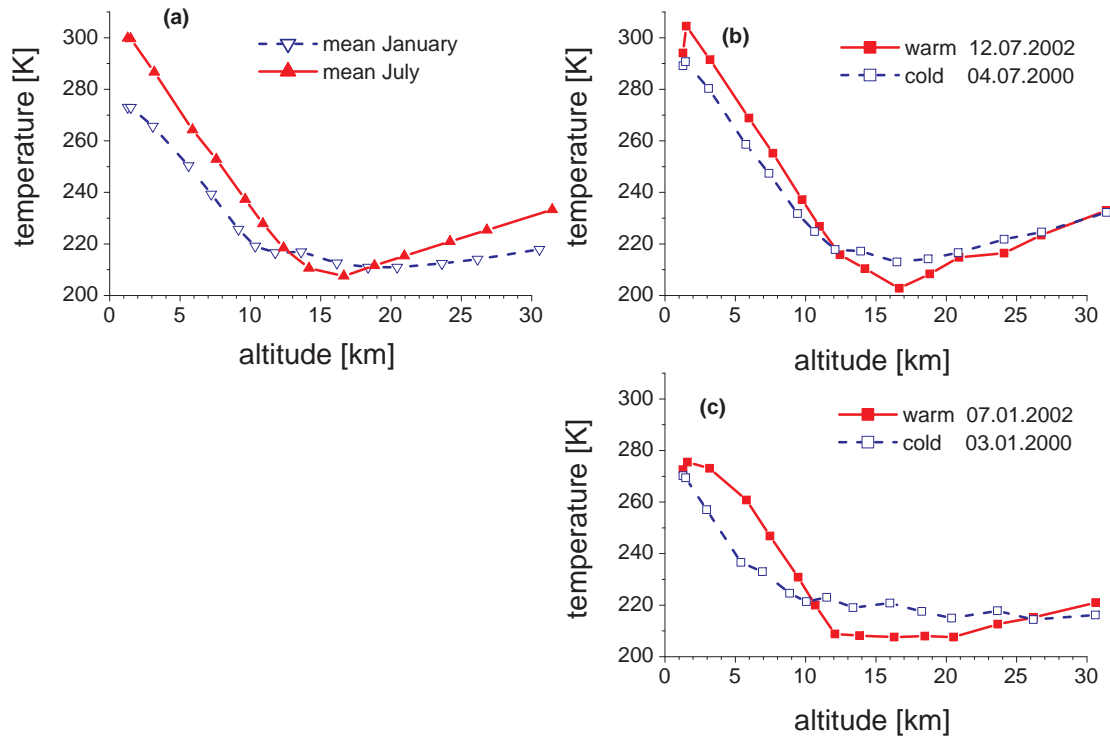 (a)
mean January
mean July
temperature [K]
300
280
260
240
220
200
0 5 10 15 20 25 30
altitude [km]
(b)
warm 12.07.2002
cold 04.07.2000
temperature [K]
300
280
260
240
220
200
0 5 10 15 20 25 30
altitude [km]
(c)
warm 07.01.2002
cold 03.01.2000
temperature [K]
300
280
260
240
220
200
0 5 10 15 20 25 30
altitude [km]